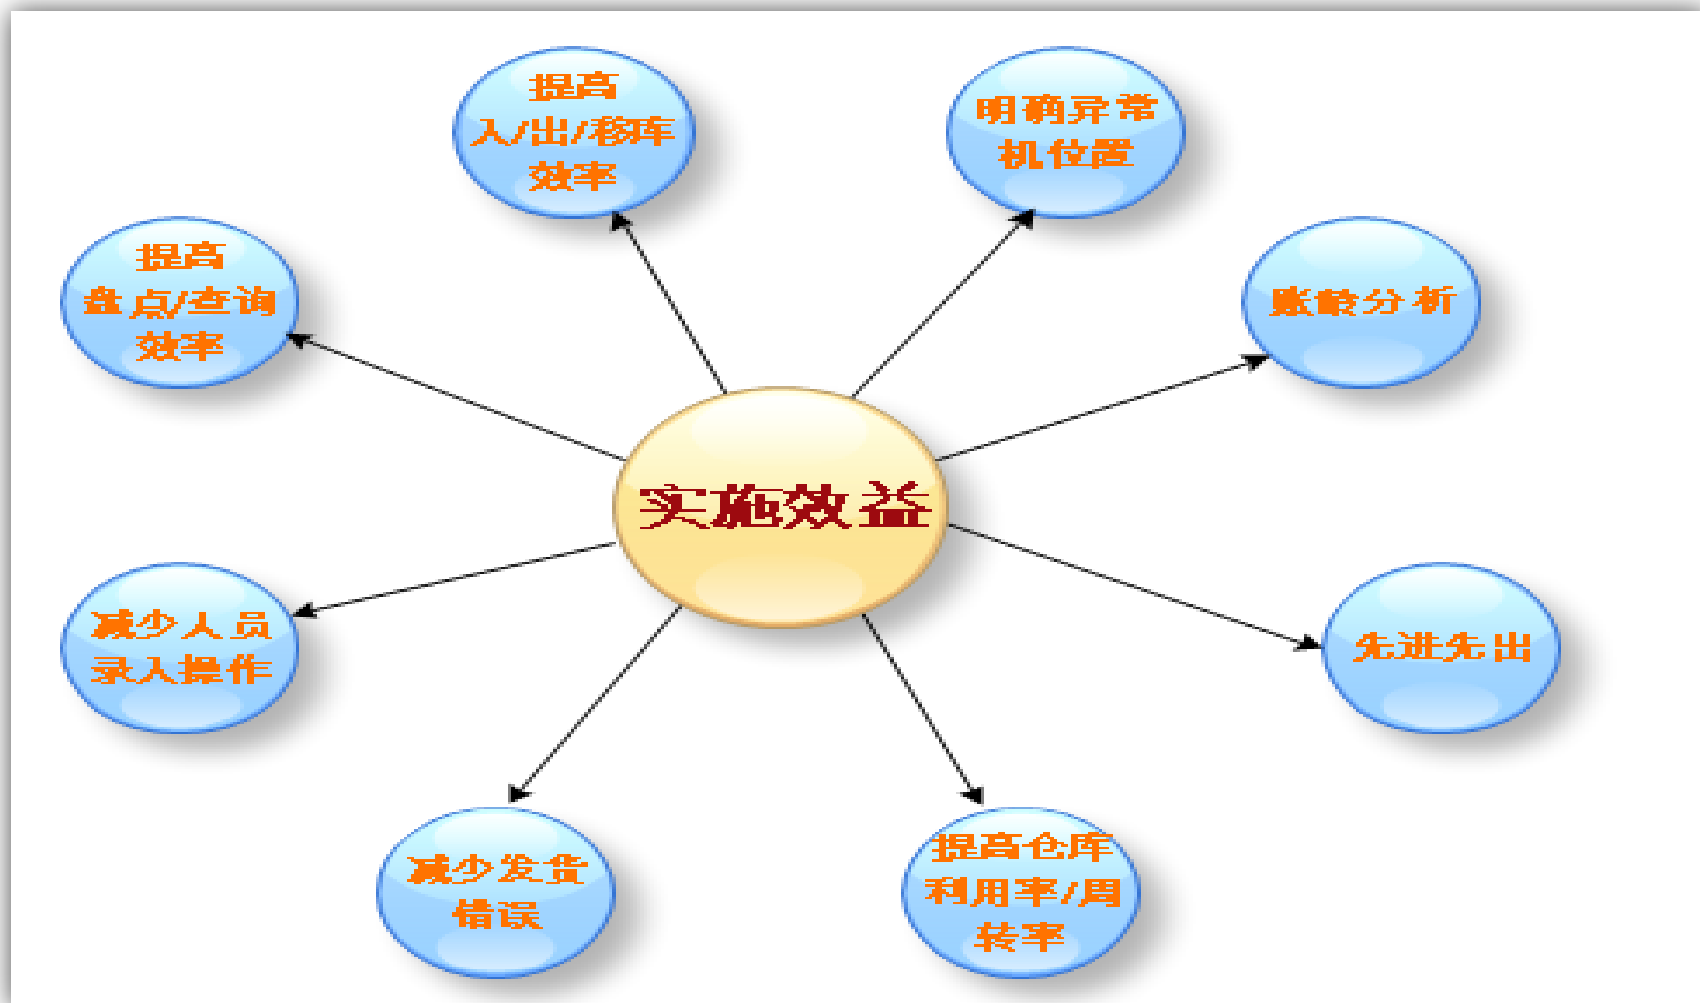 提高
入/出/移库
效率
明确异常
机位置
提高
盘点/查询
效率
账龄分析
实施效益
减少人员
录入操作
先进先出
减少发货
错误
提高仓库
利用率/周
转率